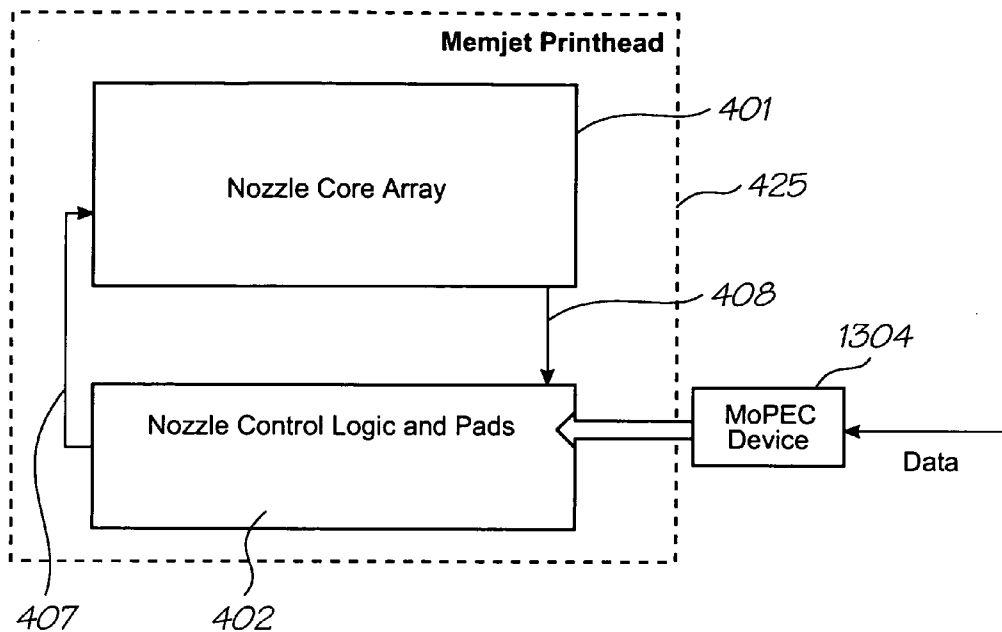 Memjet Printhead
401
Nozzle Core Array
425
408
1304
Nozzle Control Logic and Pads
MoPEC
Device
Data
407
402